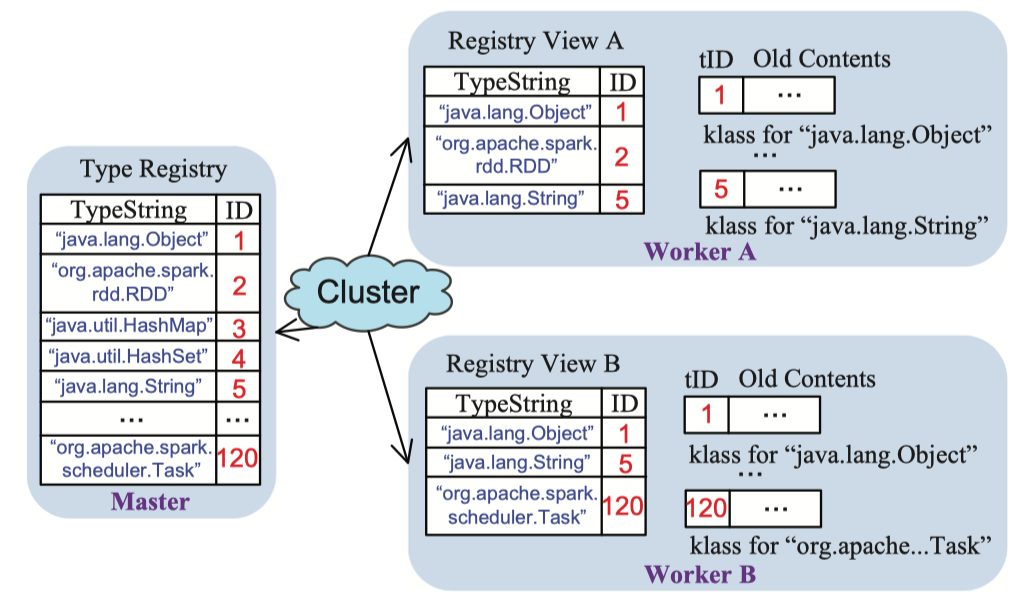 Type Registry
TypeString ID
“java.lang.Object” 1
“org.apache.spark.
rdd.RDD” 2
“java.util.HashMap” 3
“java.util.HashSet” 4
“java.lang.String” 5
... ...
“org.apache.spark.
scheduler.Task” 120
Master
Cluster
Registry View A
TypeString ID
“java.lang.Object” 1
“org.apache.spark.
rdd.RDD” 2
“java.lang.String” 5
tID Old Contents
1 ...
klass for “java.lang.Object”
...
5 ...
klass for “java.lang.String”
Worker A
Registry View B
TypeString ID
“java.lang.Object” 1
“java.lang.String” 5
“org.apache.spark.
scheduler.Task” 120
tID Old Contents
1 ...
klass for “java.lang.Object”
...
120 ...
klass for “org.apache...Task”
Worker B